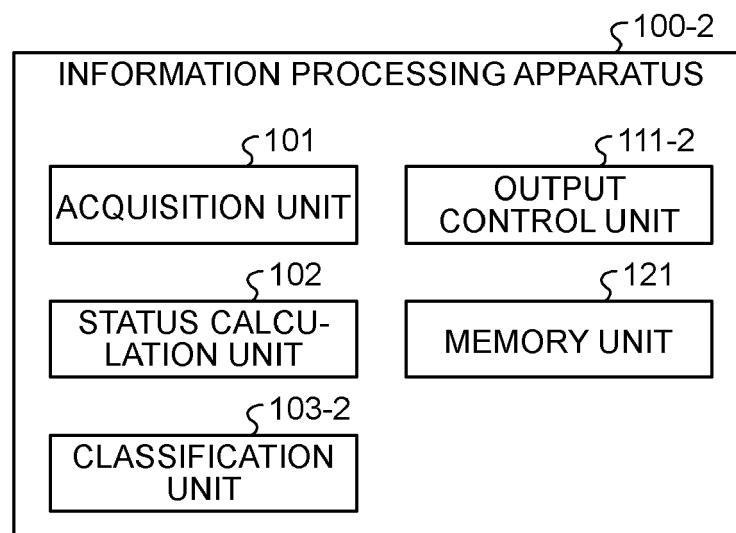 100-2
INFORMATION PROCESSING APPARATUS
101
ACQUISITION UNIT
111-2
OUTPUT
CONTROL UNIT
102
STATUS CALCU-
LATION UNIT
121
MEMORY UNIT
103-2
CLASSIFICATION
UNIT